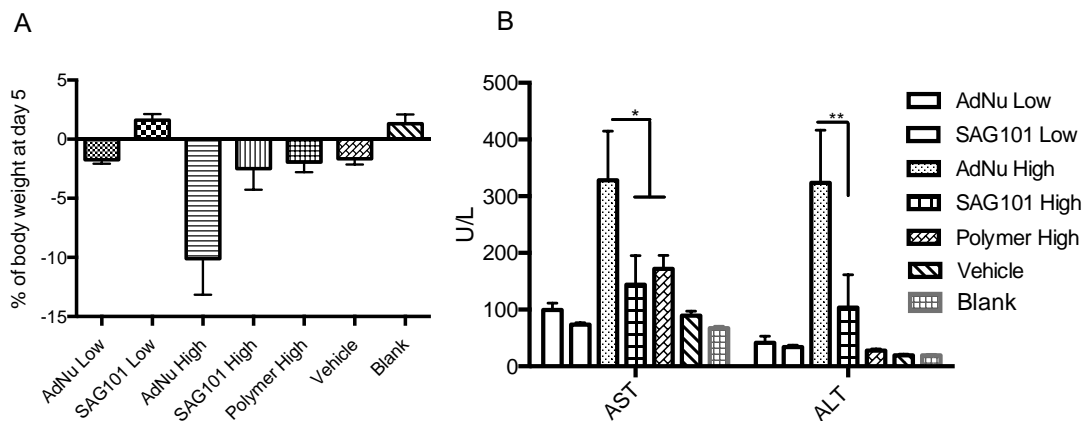 A
% of body weight at day 5
5
0
-5
-10
-15
AdNu Low
SAG101 Low
AdNu High
SAG101 High
Polymer High
Vehicle
Blank
B
U/L
500
400
300
200
100
0
*
**
AST
ALT
AdNu Low
SAG101 Low
AdNu High
SAG101 High
Polymer High
Vehicle
Blank